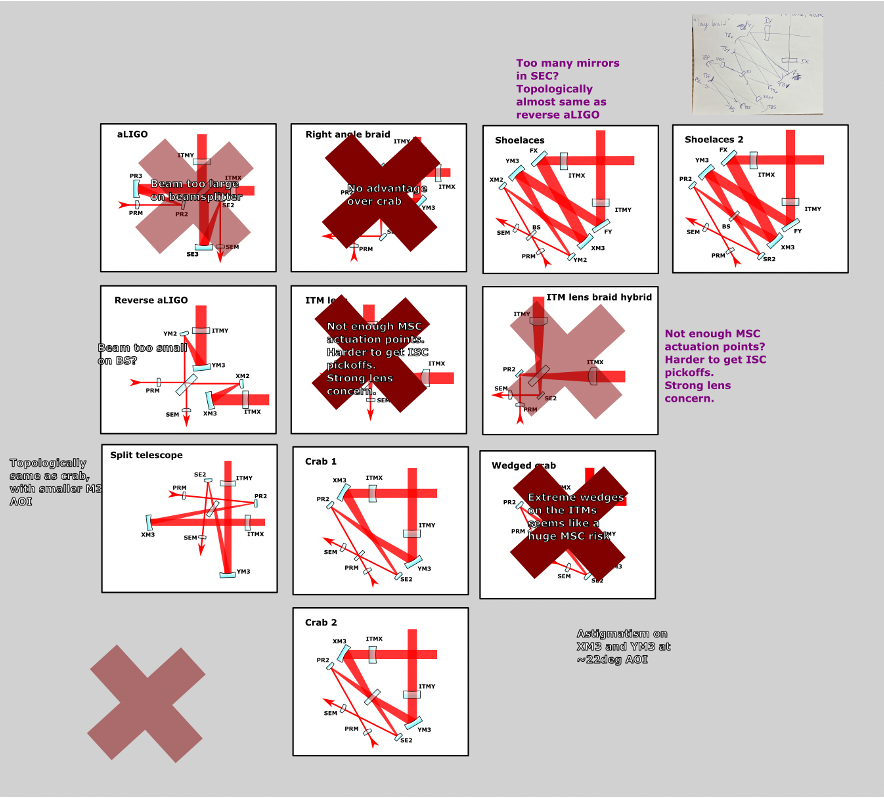 Too many mirrors
in SEC?
Topologically
almost same as
reverse aLIGO
aLIGO
ITMY
PR3
ITMX
Beam too large
on beamsplitter
PRM
PR2
SE2
SE3
SEM
Right angle braid
ITMX
No advantage
over crab
YM3
PRM
Shoelaces
FX
YM3
XM2
ITMX
ITMY
SEM
BS
FY
PRM
XM3
YM2
Shoelaces 2
FX
YM3
ITMX
ITMY
BS
SEM
FY
XM3
PRM
SR2
Reverse aLIGO
YM2
ITMY
Beam too small
on BS?
YM3
PRM
XM2
SEM
XM3
ITMX
ITM le
Not enough MSC
actuation points.
Harder to get ISC
pickoffs.
Strong lens
concern.
ITMX
SEM
ITM lens braid hybrid
ITMY
PR2
ITMX
SEM
SE2
PRM
Not enough MSC
actuation points?
Harder to get ISC
pickoffs.
Strong lens
concern.
Topologically
same as crab,
with smaller M3
AOI
Split telescope
SE2
ITMY
PRM
PR2
SEM
XM3
ITMX
YM3
Crab 1
XM3
ITMX
PR2
ITMY
SEM
PRM
YM3
SE2
Wedged crab
PR2
Extreme wedges
on the ITMs
seems like a
huge MSC risk
SEM
SE2
Crab 2
XM3
ITMX
PR2
ITMY
SEM
PRM
YM3
SE2
Astigmatism on
XM3 and YM3 at
~22deg AOI